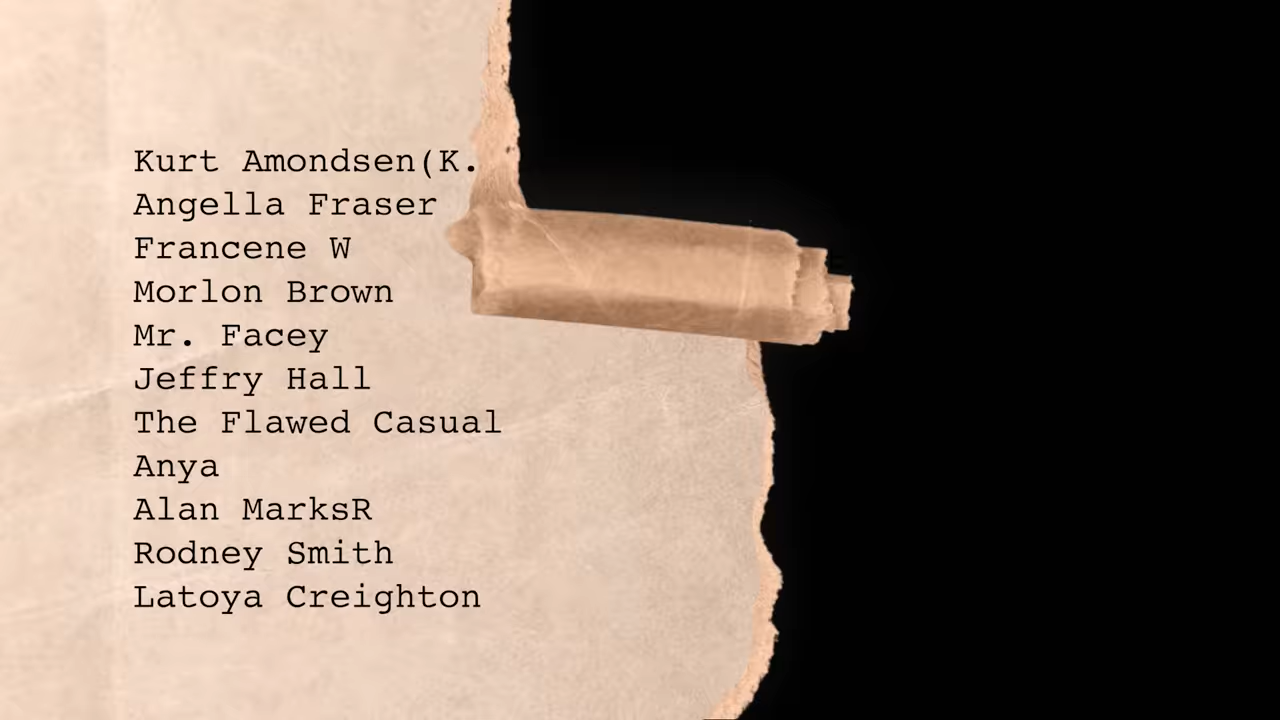 Kurt Amondsen(K.
Angella Fraser
Francene W
Morlon Brown
Mr. Facey
Jeffry Hall
The Flawed Casual
Anya
Alan MarksR
Rodney Smith
Latoya Creighton